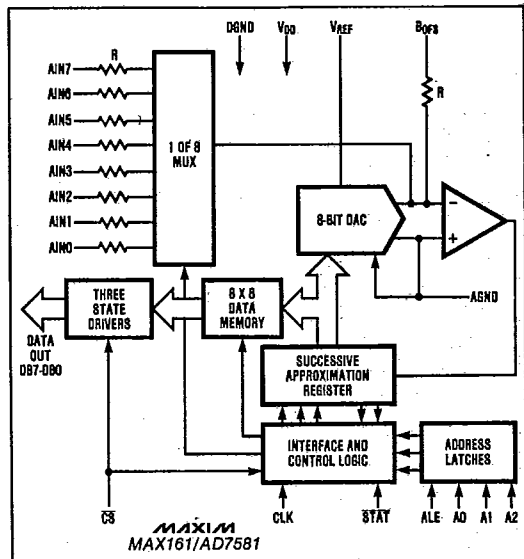 DGND
VDD
VREF
BOFS
R
R
AIN7
AIN6
AIN5
AIN4
AIN3
AIN2
AIN1
AIN0
1 OF 8
MUX
8-BIT DAC
−
+
AGND
THREE
STATE
DRIVERS
8 X 8
DATA
MEMORY
DATA
OUT
DB7-DB0
SUCCESSIVE
APPROXIMATION
REGISTER
INTERFACE AND
CONTROL LOGIC
ADDRESS
LATCHES
CS
CLK
STAT
ALE
A0
A1
A2
MAXIM
MAX161/AD7581